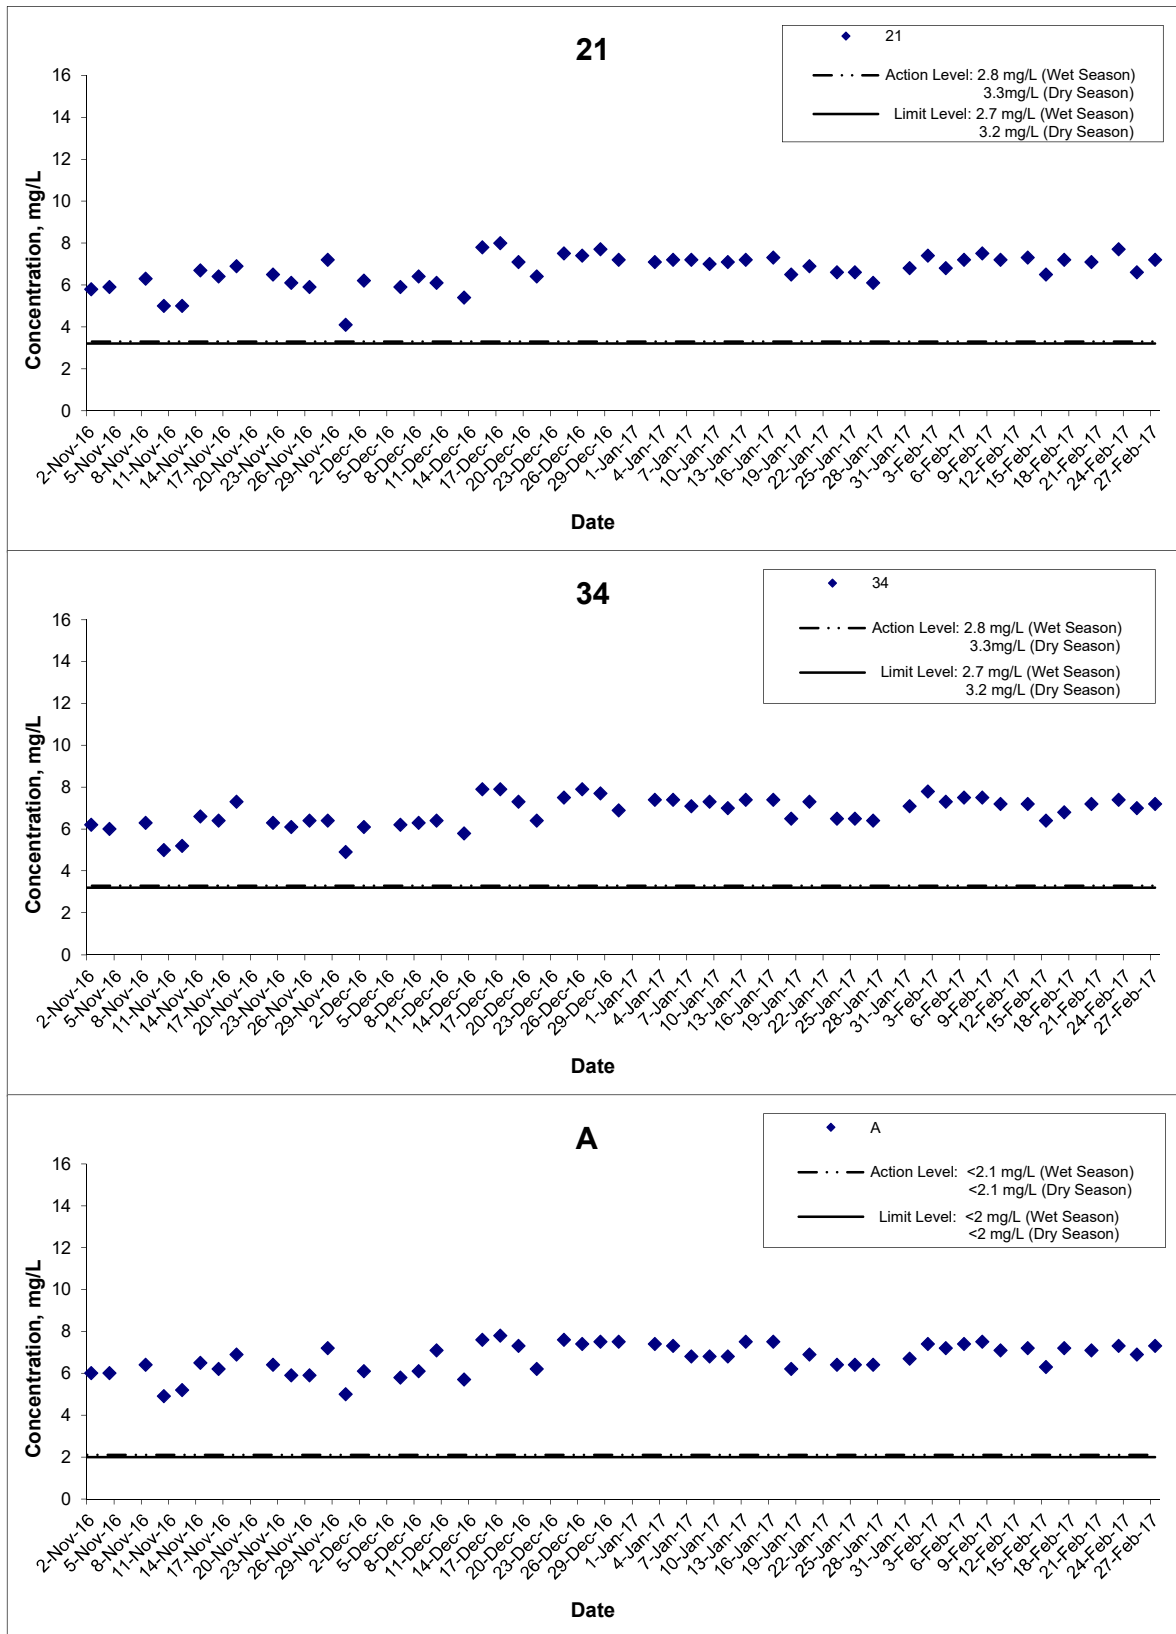 21
21
Action Level: 2.8 mg/L (Wet Season)
3.3mg/L (Dry Season)
Limit Level: 2.7 mg/L (Wet Season)
3.2 mg/L (Dry Season)
Concentration, mg/L
16
14
12
10
8
6
4
2
0
2-Nov-16
5-Nov-16
8-Nov-16
11-Nov-16
14-Nov-16
17-Nov-16
20-Nov-16
23-Nov-16
26-Nov-16
29-Nov-16
2-Dec-16
5-Dec-16
8-Dec-16
11-Dec-16
14-Dec-16
17-Dec-16
20-Dec-16
23-Dec-16
26-Dec-16
29-Dec-16
1-Jan-17
4-Jan-17
7-Jan-17
10-Jan-17
13-Jan-17
16-Jan-17
19-Jan-17
22-Jan-17
25-Jan-17
28-Jan-17
31-Jan-17
3-Feb-17
6-Feb-17
9-Feb-17
12-Feb-17
15-Feb-17
18-Feb-17
21-Feb-17
24-Feb-17
27-Feb-17
Date
34
34
Action Level: 2.8 mg/L (Wet Season)
3.3mg/L (Dry Season)
Limit Level: 2.7 mg/L (Wet Season)
3.2 mg/L (Dry Season)
Concentration, mg/L
16
14
12
10
8
6
4
2
0
2-Nov-16
5-Nov-16
8-Nov-16
11-Nov-16
14-Nov-16
17-Nov-16
20-Nov-16
23-Nov-16
26-Nov-16
29-Nov-16
2-Dec-16
5-Dec-16
8-Dec-16
11-Dec-16
14-Dec-16
17-Dec-16
20-Dec-16
23-Dec-16
26-Dec-16
29-Dec-16
1-Jan-17
4-Jan-17
7-Jan-17
10-Jan-17
13-Jan-17
16-Jan-17
19-Jan-17
22-Jan-17
25-Jan-17
28-Jan-17
31-Jan-17
3-Feb-17
6-Feb-17
9-Feb-17
12-Feb-17
15-Feb-17
18-Feb-17
21-Feb-17
24-Feb-17
27-Feb-17
Date
A
A
Action Level: <2.1 mg/L (Wet Season)
<2.1 mg/L (Dry Season)
Limit Level: <2 mg/L (Wet Season)
<2 mg/L (Dry Season)
Concentration, mg/L
16
14
12
10
8
6
4
2
0
2-Nov-16
5-Nov-16
8-Nov-16
11-Nov-16
14-Nov-16
17-Nov-16
20-Nov-16
23-Nov-16
26-Nov-16
29-Nov-16
2-Dec-16
5-Dec-16
8-Dec-16
11-Dec-16
14-Dec-16
17-Dec-16
20-Dec-16
23-Dec-16
26-Dec-16
29-Dec-16
1-Jan-17
4-Jan-17
7-Jan-17
10-Jan-17
13-Jan-17
16-Jan-17
19-Jan-17
22-Jan-17
25-Jan-17
28-Jan-17
31-Jan-17
3-Feb-17
6-Feb-17
9-Feb-17
12-Feb-17
15-Feb-17
18-Feb-17
21-Feb-17
24-Feb-17
27-Feb-17
Date